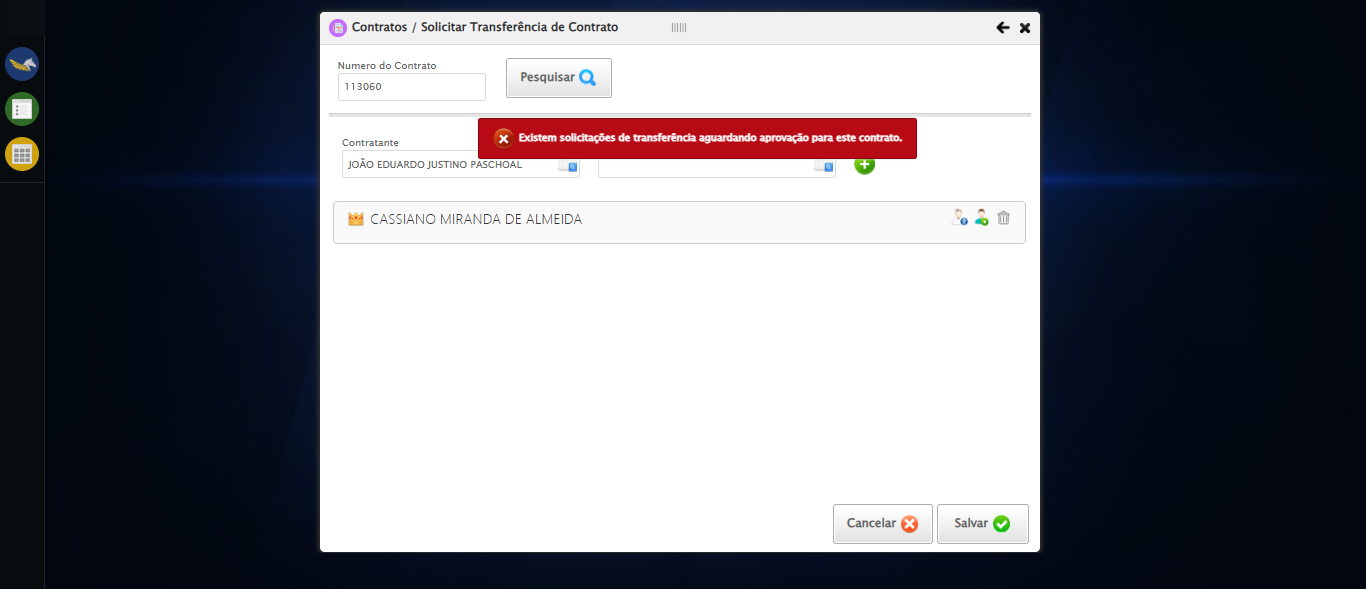 Contratos / Solicitar Transferência de Contrato
Numero do Contrato
113060
Pesquisar
Existem solicitações de transferência aguardando aprovação para este contrato.
Contratante
JOÃO EDUARDO JUSTINO PASCHOAL
CASSIANO MIRANDA DE ALMEIDA
Cancelar
Salvar